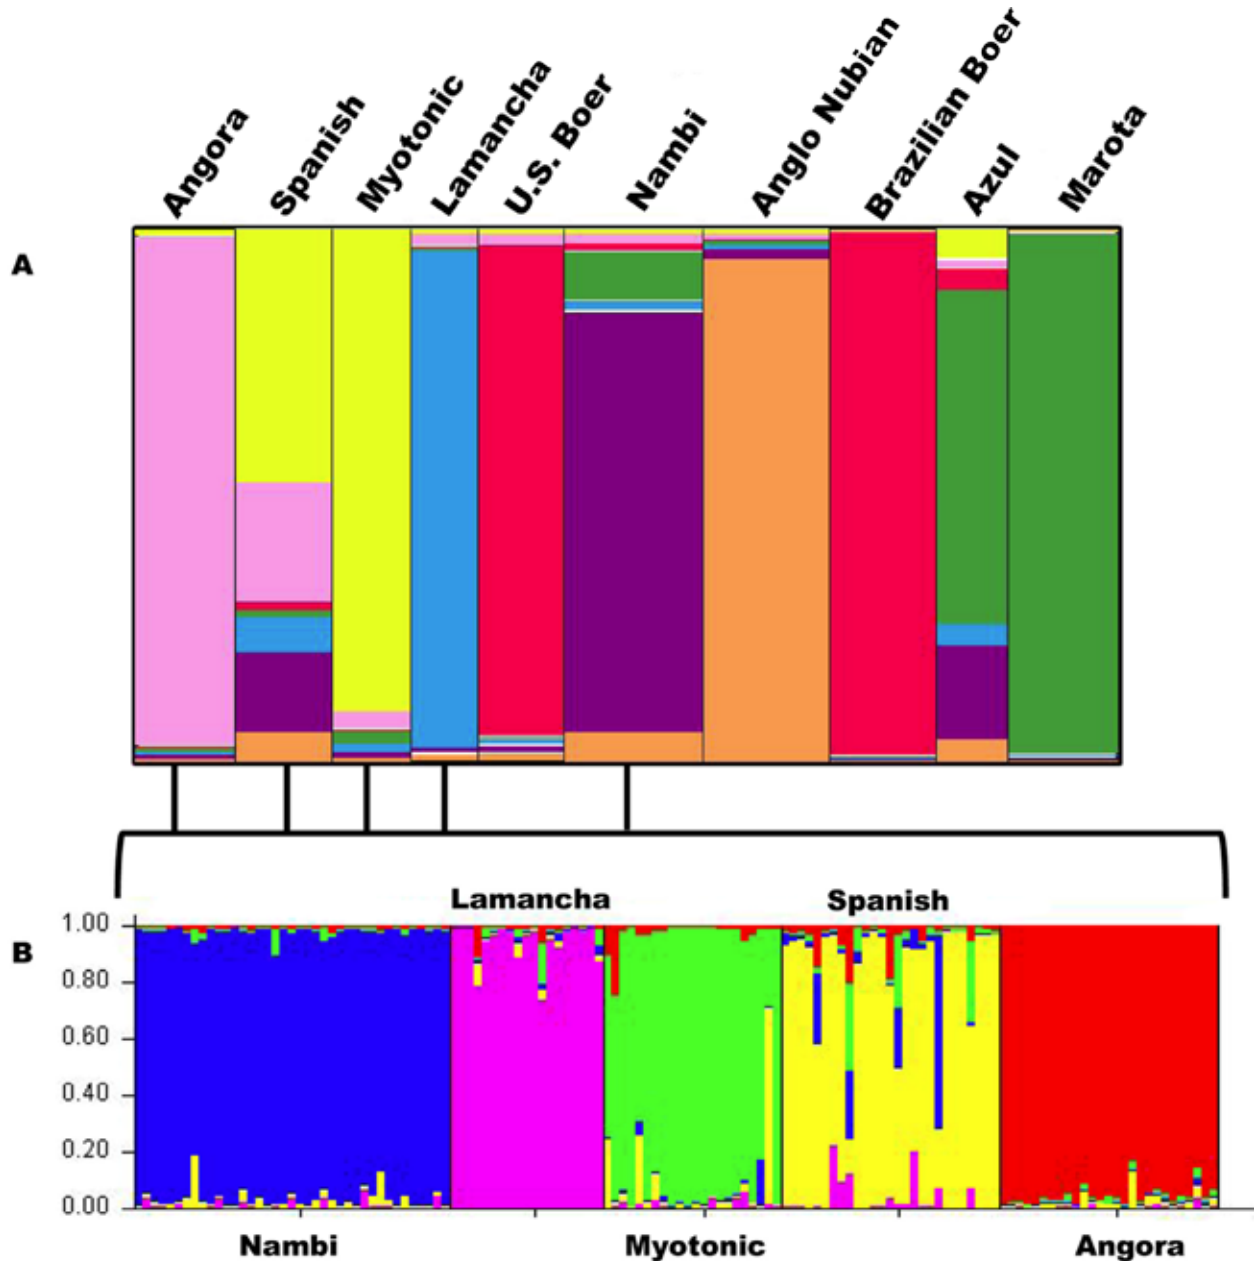 Angora
Spanish
Myotonic
Lamancha
U.S. Boer
Nambi
Anglo Nubian
Brazilian Boer
Azul
Marota
A
Lamancha Spanish
B
1.00
0.80
0.60
0.40
0.20
0.00
Nambi Myotonic Angora